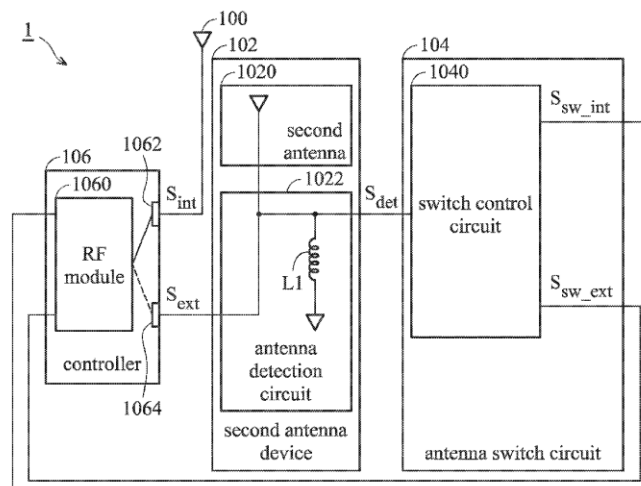 1
100
102
104
1020
1040
second
antenna
S_sw_int
106
1062
1060
1022
S_int
S_det
switch control
circuit
RF
module
L1
S_ext
S_sw_ext
controller
antenna
detection
circuit
1064
second antenna
device
antenna switch circuit